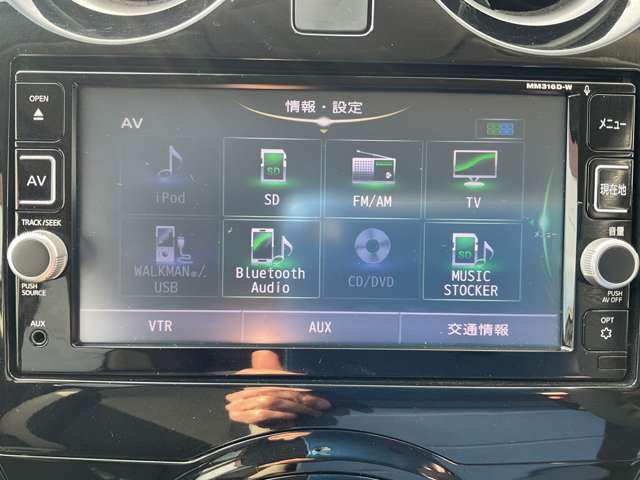 MM316D-W
OPEN
メニュー
情報・設定
AV
AV
現在地
iPod
SD
SD
FM/AM
TV
TRACK/SEEK
音量
WALKMAN®/
USB
Bluetooth
Audio
CD/DVD
SD
MUSIC
STOCKER
PUSH
SOURCE
PUSH
AV OFF
AUX
VTR
AUX
交通情報
OPT